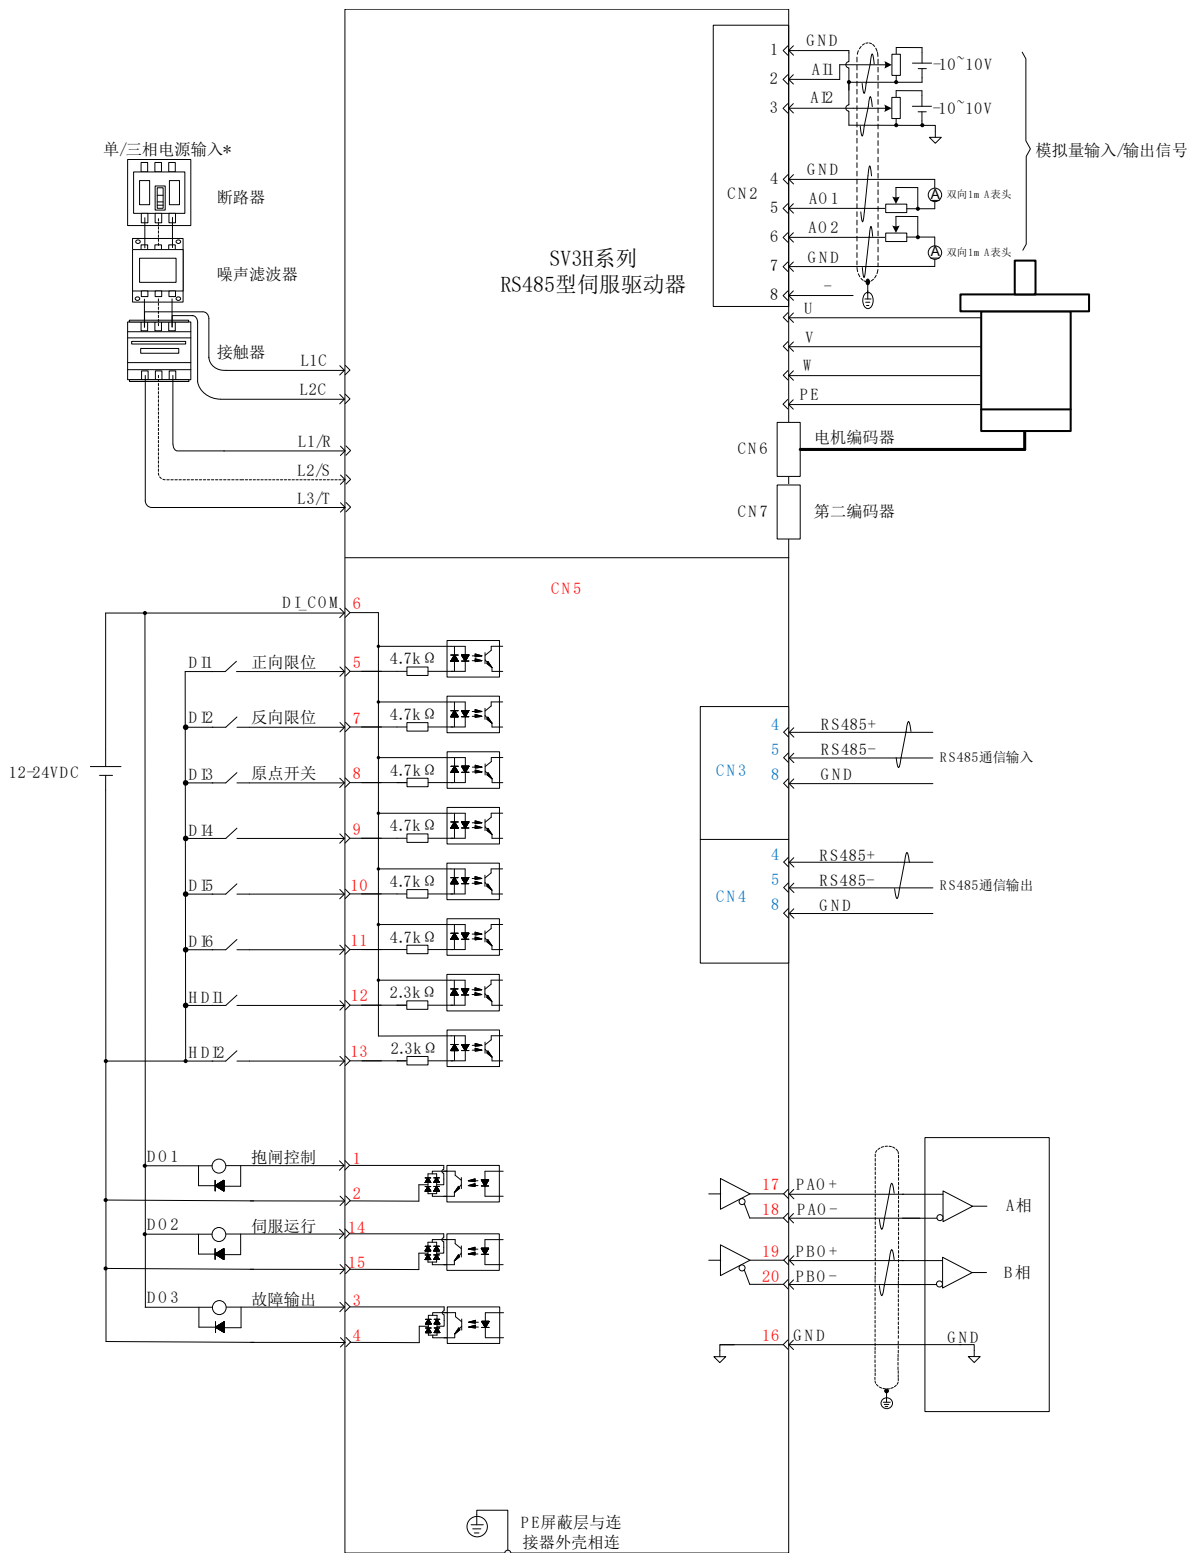 单/三相电源输入*
断路器
噪声滤波器
接触器
L1C
L2C
L1/R
L2/S
L3/T
SV3H系列
RS485型伺服驱动器
CN2
1 GND
2 AI1
3 AI2
4 GND
5 AO1
6 AO2
7 GND
8 -
-10~10V
-10~10V
A 双向1mA表头
A 双向1mA表头
模拟量输入/输出信号
U
V
W
PE
CN6 电机编码器
CN7 第二编码器
CN5
12-24VDC
DI_COM 6
DI1 正向限位 5 4.7kΩ
DI2 反向限位 7 4.7kΩ
DI3 原点开关 8 4.7kΩ
DI4 9 4.7kΩ
DI5 10 4.7kΩ
DI6 11 4.7kΩ
HDI1 12 2.3kΩ
HDI2 13 2.3kΩ
CN3
4 RS485+
5 RS485-
8 GND
RS485通信输入
CN4
4 RS485+
5 RS485-
8 GND
RS485通信输出
DO1 抱闸控制 1
2
DO2 伺服运行 14
15
DO3 故障输出 3
4
17 PAO+
18 PAO-
A相
19 PBO+
20 PBO-
B相
16 GND
GND
PE屏蔽层与连
接器外壳相连